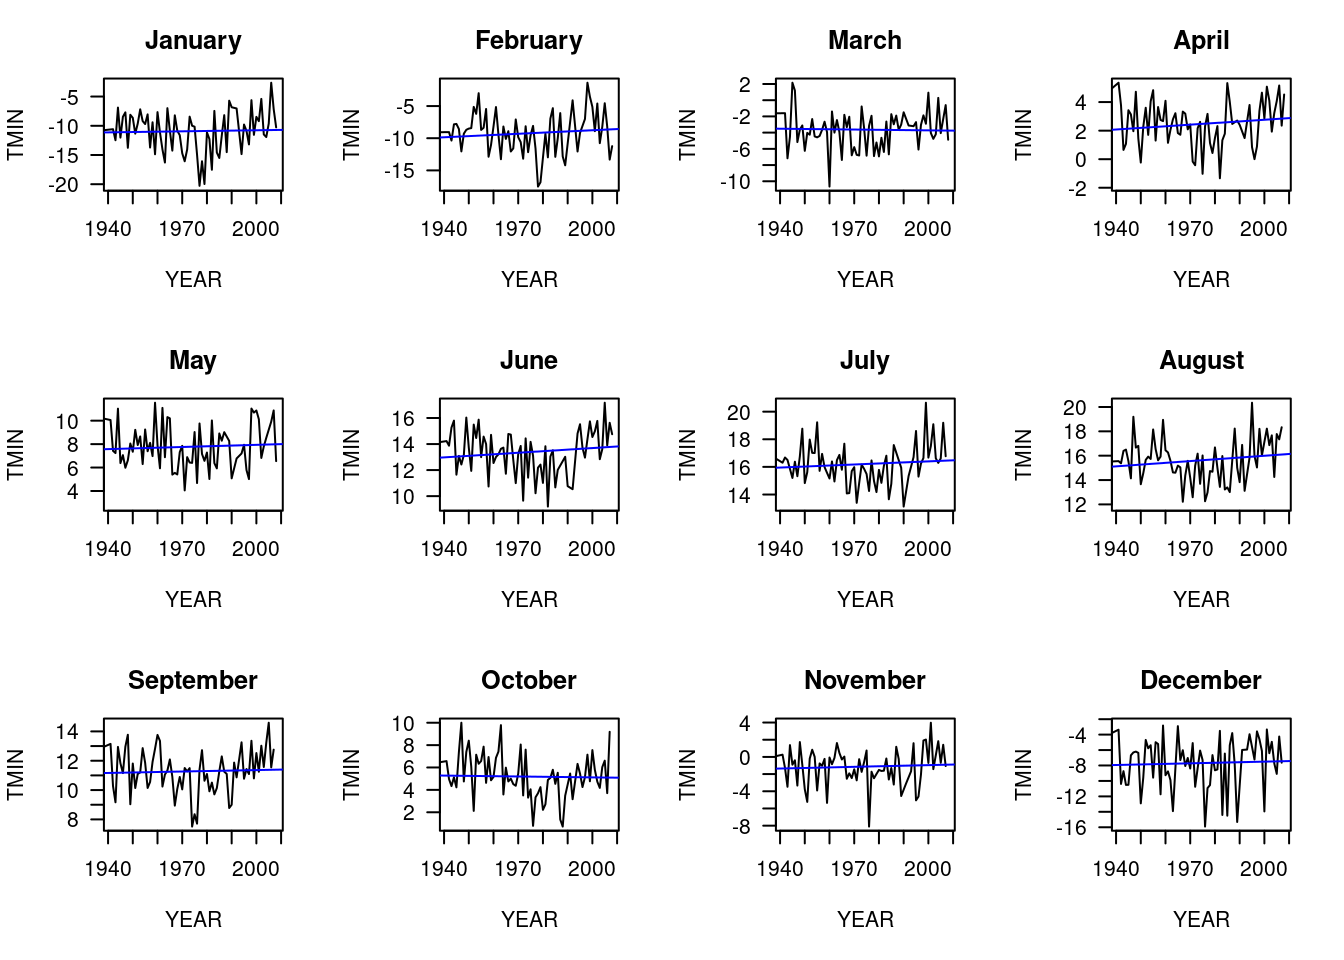 January February March April
TMIN -5 -10 -15 -20 TMIN -5 -10 -15 TMIN 2 -2 -6 -10 TMIN 4 2 0 -2
1940 1970 2000 1940 1970 2000 1940 1970 2000 1940 1970 2000
YEAR YEAR YEAR YEAR
May June July August
TMIN 10 8 6 4 TMIN 16 14 12 10 TMIN 20 18 16 14 TMIN 20 18 16 14 12
1940 1970 2000 1940 1970 2000 1940 1970 2000 1940 1970 2000
YEAR YEAR YEAR YEAR
September October November December
TMIN 14 12 10 8 TMIN 10 8 6 4 2 TMIN 4 0 -4 -8 TMIN -4 -8 -12 -16
1940 1970 2000 1940 1970 2000 1940 1970 2000 1940 1970 2000
YEAR YEAR YEAR YEAR